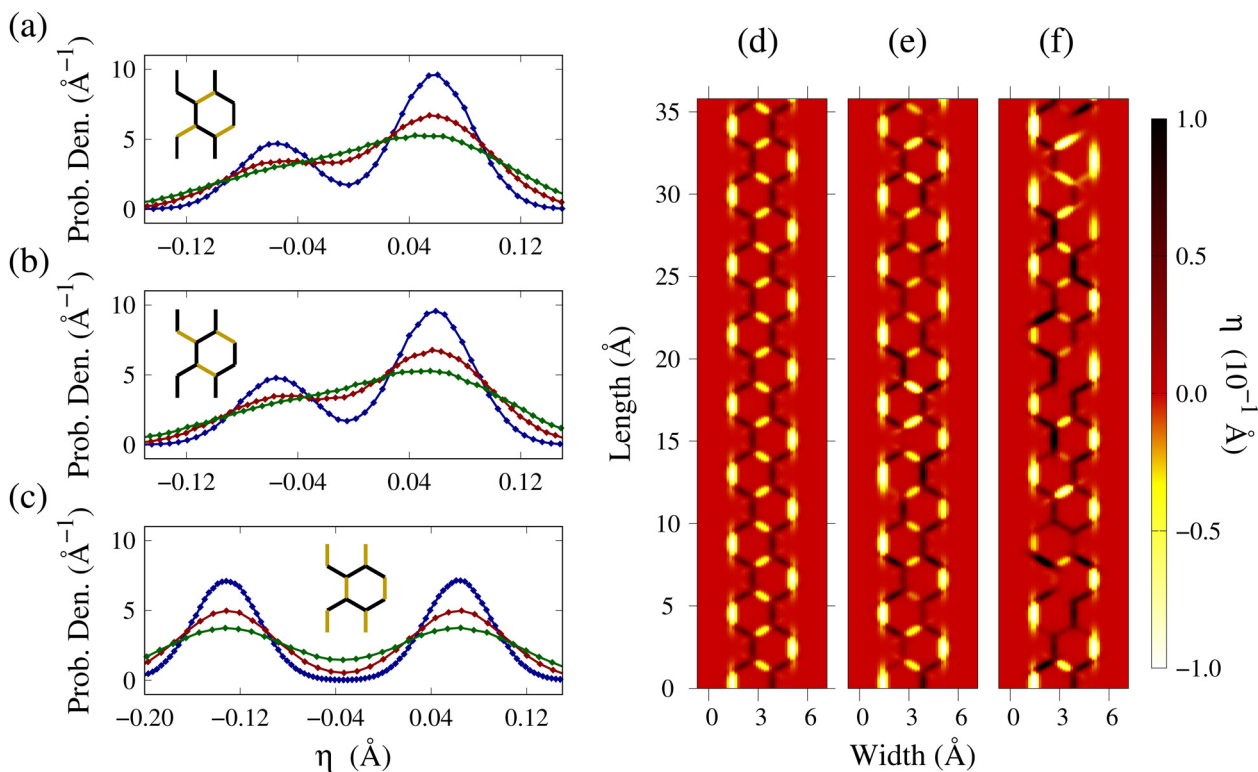 (a)
Prob. Den. (Å⁻¹)
10
5
0
−0.12 −0.04 0.04 0.12
(b)
Prob. Den. (Å⁻¹)
10
5
0
−0.12 −0.04 0.04 0.12
(c)
Prob. Den. (Å⁻¹)
10
5
0
−0.20 −0.12 −0.04 0.04 0.12
η (Å)
(d) (e) (f)
Length (Å)
35
30
25
20
15
10
5
0
0 3 6 0 3 6 0 3 6
Width (Å)
1.0
0.5
0.0
−0.5
−1.0
η (10⁻¹ Å)